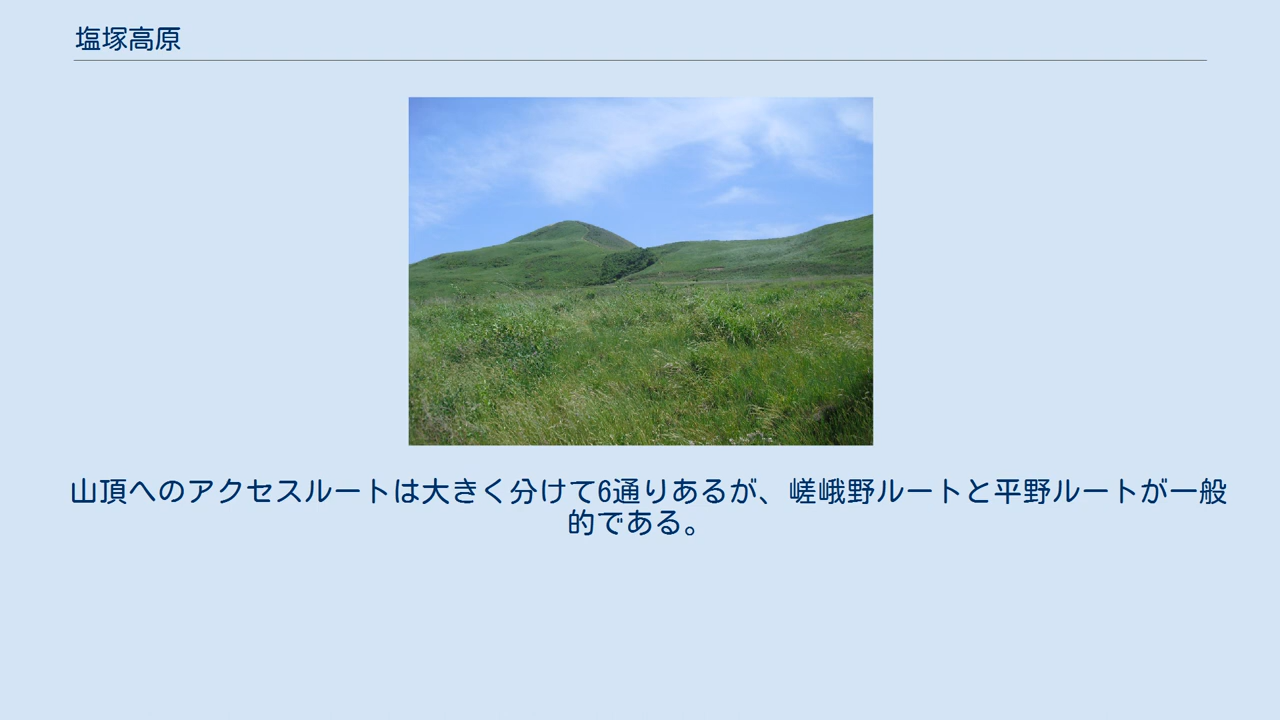 塩塚高原
山頂へのアクセスルートは大きく分けて6通りあるが、嵯峨野ルートと平野ルートが一般
的である。